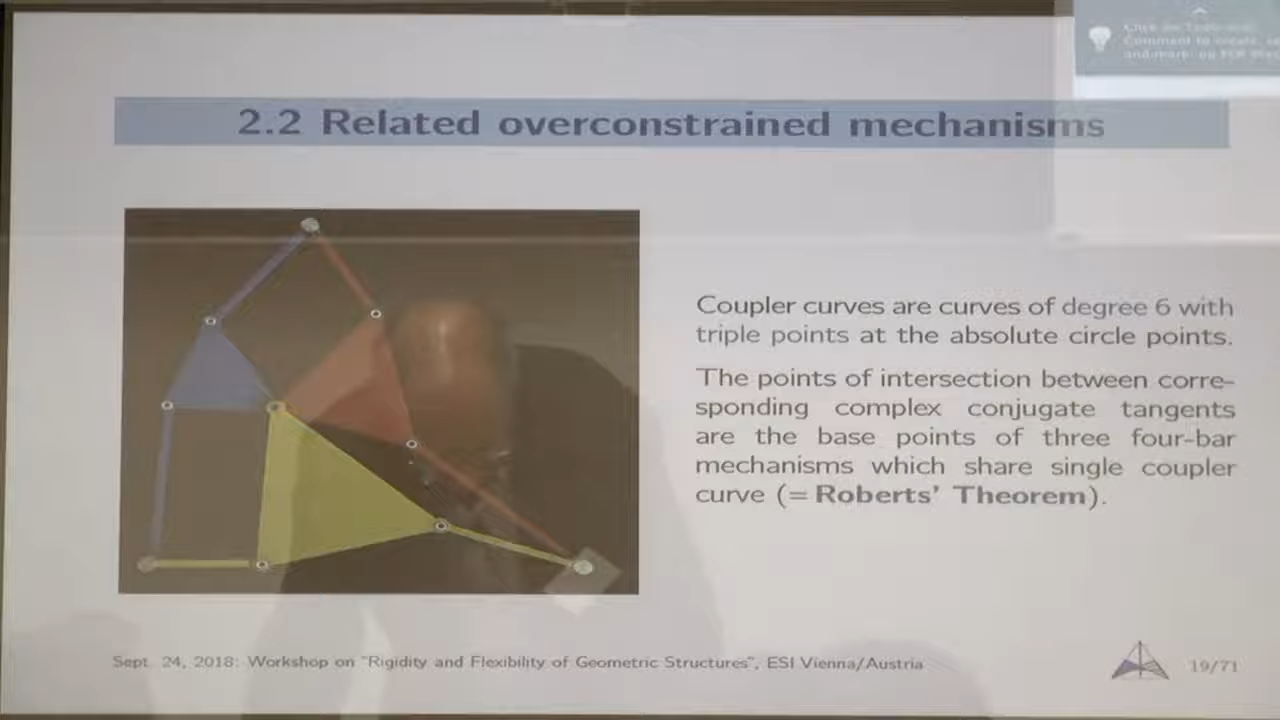 Comment to create,
2.2 Related overconstrained mechanisms
Coupler curves are curves of degree 6 with
triple points at the absolute circle points.
The points of intersection between corre-
sponding complex conjugate tangents
are the base points of three four-bar
mechanisms which share single coupler
curve (= Roberts' Theorem).
Sept. 24, 2018: Workshop on "Rigidity and Flexibility of Geometric Structures", ESI Vienna/Austria
19/71